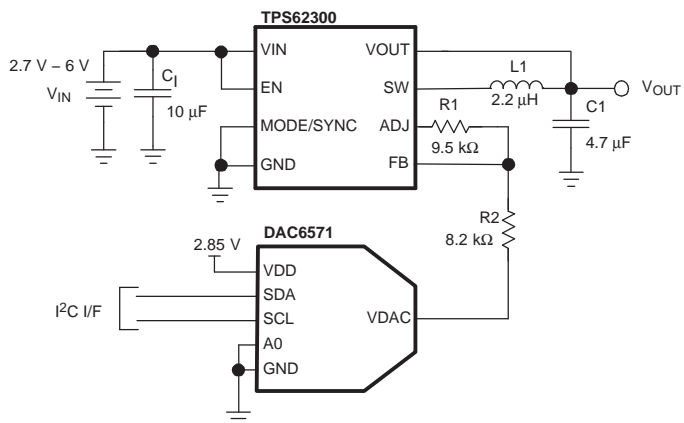 TPS62300
2.7 V – 6 V
VIN
CI
10 μF
VIN
EN
MODE/SYNC
GND
VOUT
SW
ADJ
FB
L1
2.2 μH
R1
9.5 kΩ
VOUT
C1
4.7 μF
R2
8.2 kΩ
DAC6571
2.85 V
I2C I/F
VDD
SDA
SCL
A0
GND
VDAC